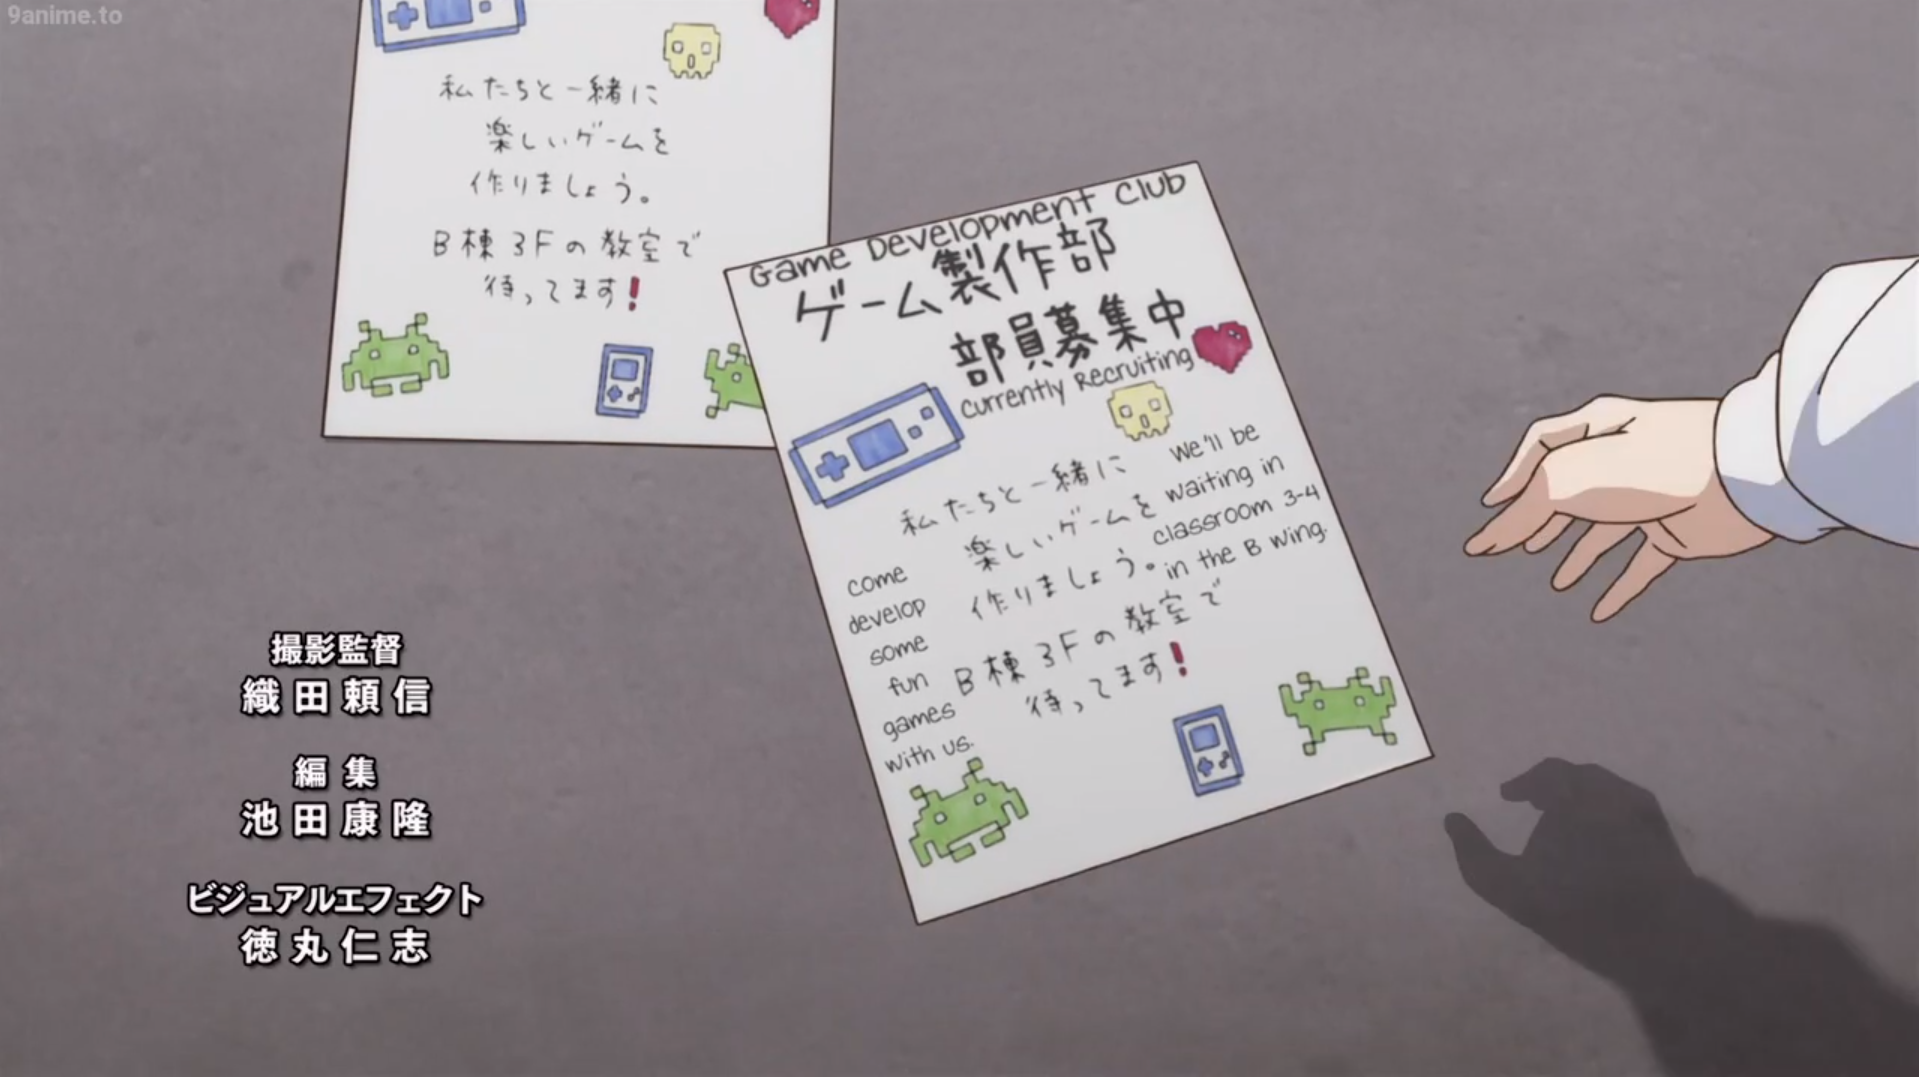 9anime.to
私たちと一緒に
楽しいゲームを
作りましょう。
B棟3Fの教室で
待ってます!
Game Development Club
ゲーム製作部
部員募集中
currently Recruiting
私たちと一緒に
楽しいゲームを
作りましょう。
B棟3Fの教室で
待ってます!
come
develop
some
fun
games
with us.
We'll be
waiting in
classroom 3-4
in the B wing.
撮影監督
織田頼信
編集
池田康隆
ビジュアルエフェクト
徳丸仁志